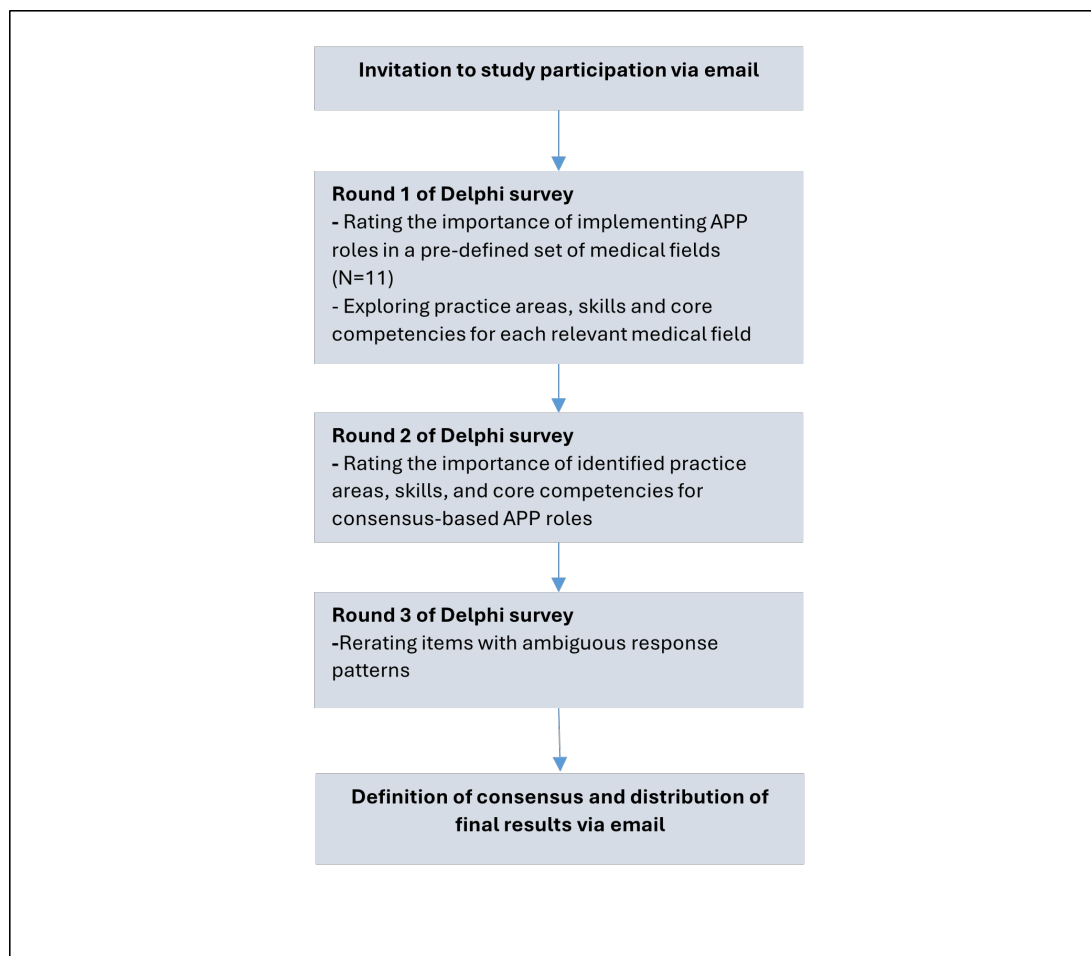 Invitation to study participation via email
Round 1 of Delphi survey
- Rating the importance of implementing APP
roles in a pre-defined set of medical fields
(N=11)
- Exploring practice areas, skills and core
competencies for each relevant medical field
Round 2 of Delphi survey
- Rating the importance of identified practice
areas, skills, and core competencies for
consensus-based APP roles
Round 3 of Delphi survey
-Rerating items with ambiguous response
patterns
Definition of consensus and distribution of
final results via email